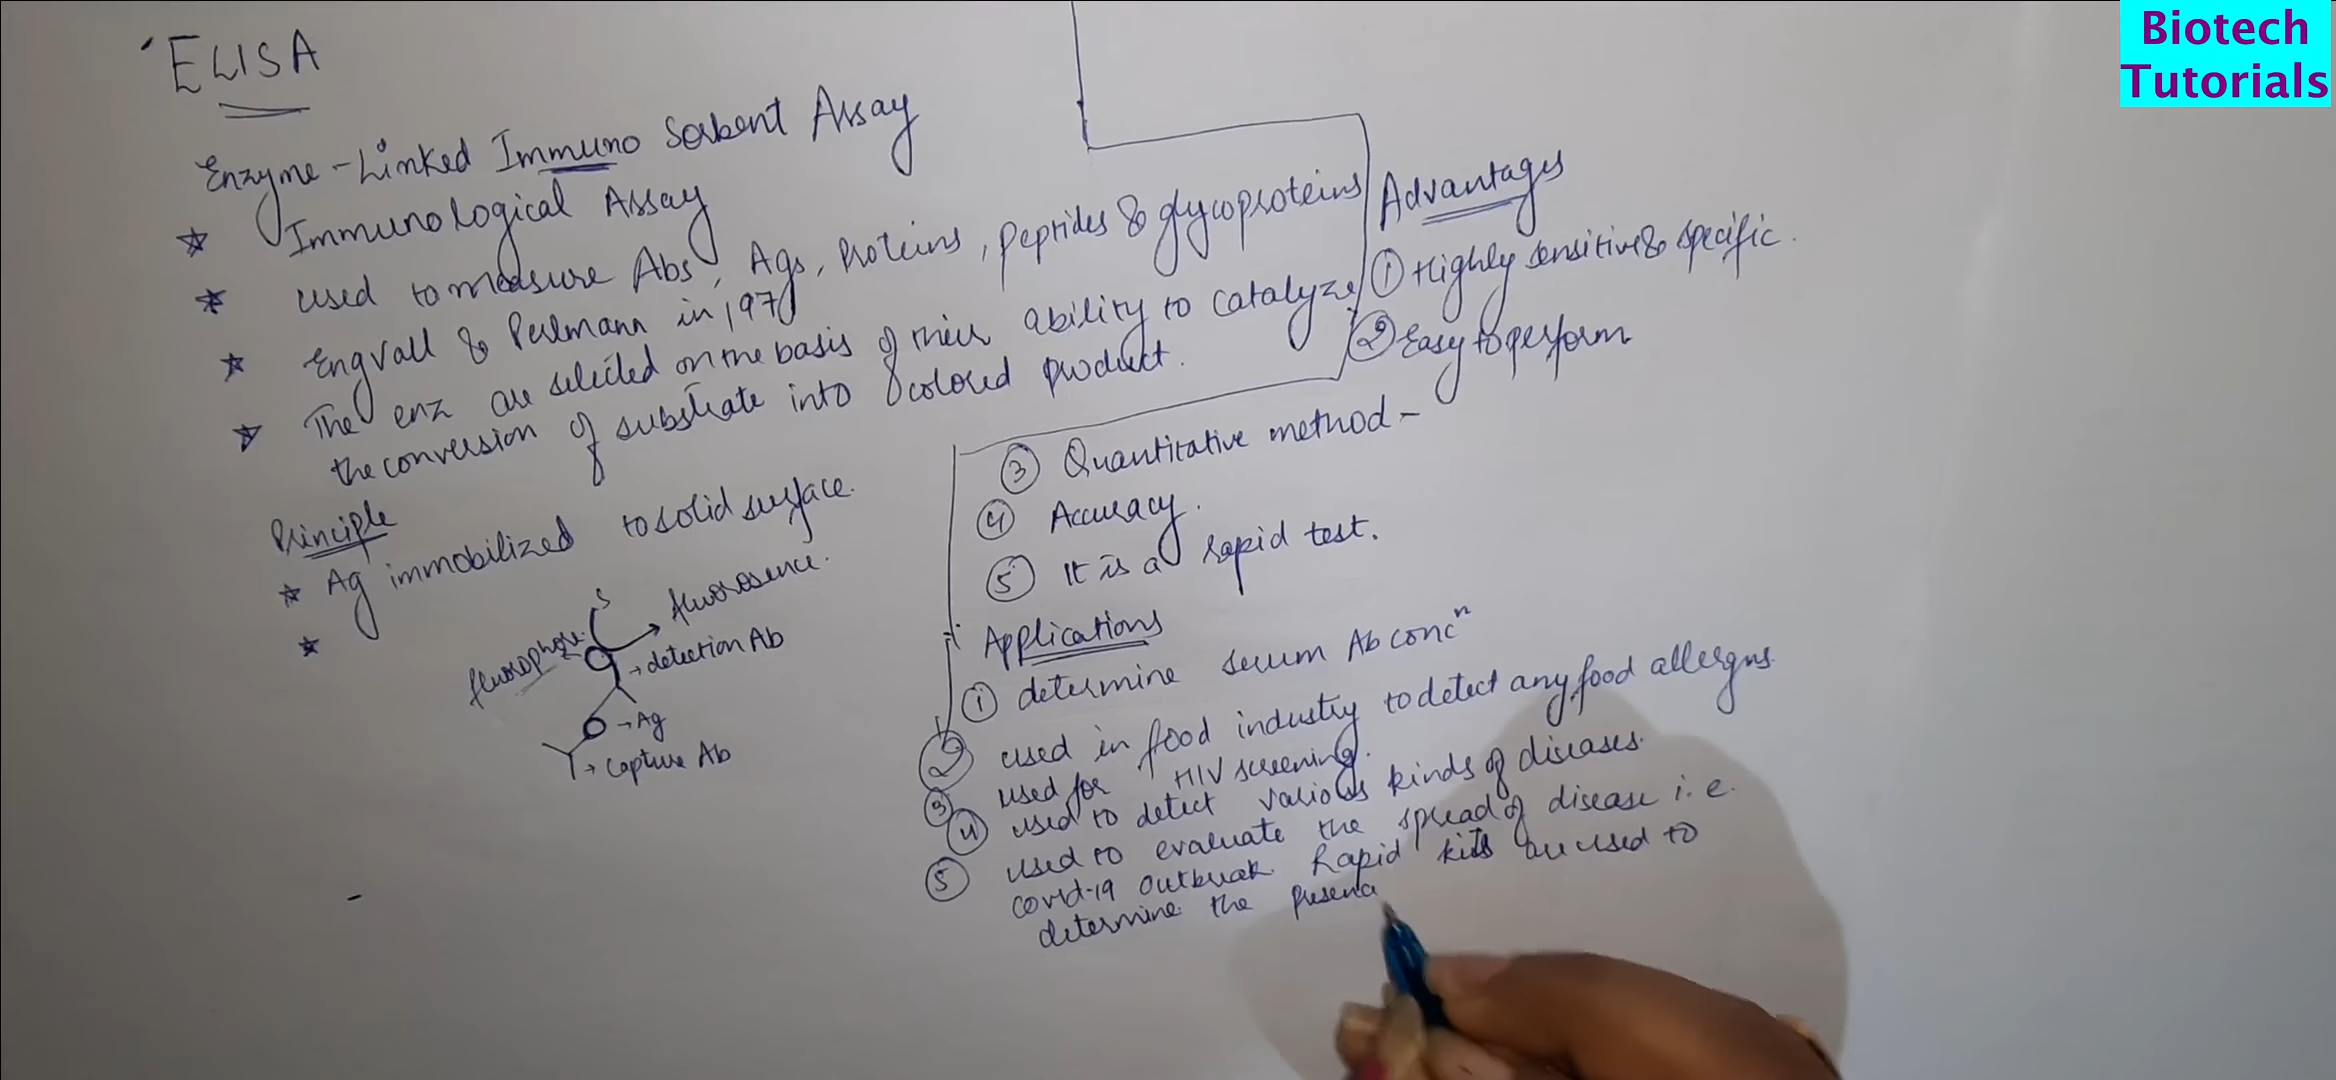 ELISA
Enzyme-Linked Immuno Sorbent Assay
Immunological Assay
used to measure Abs, Ags, Proteins, peptides & glycoproteins
Engvall & Perlmann in 1971
The enz are selected on the basis of their ability to catalyze
the conversion of substrate into colored product.
Principle
Ag immobilized to solid surface.
S
fluorosence.
fluorophore
detection Ab
Ag
capture Ab
Advantages
① Highly sensitive & specific.
② Easy to perform
③ Quantitative method -
④ Accuracy.
⑤ It is a rapid test.
Applications
① determine serum Ab concⁿ
② used in food industry to detect any food allergns.
③ used for HIV screening.
④ used to detect various kinds of diseases.
⑤ used to evaluate the spread of disease i.e.
covid-19 outbreak. Rapid kits are used to
determine the presenc
Biotech
Tutorials